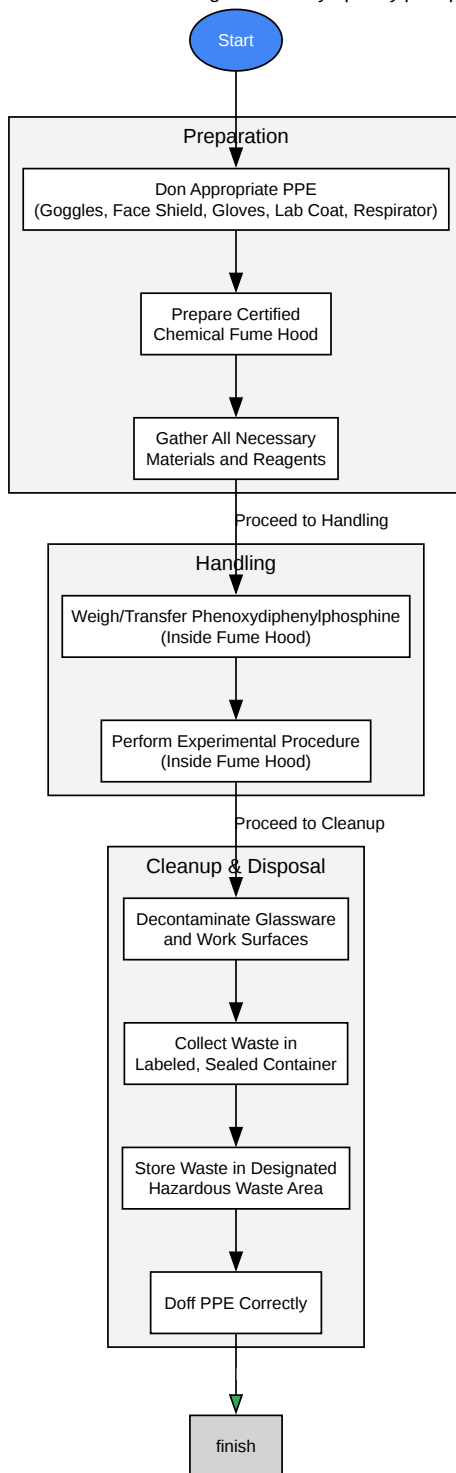 Start
Preparation
Don Appropriate PPE
(Goggles, Face Shield, Gloves, Lab Coat, Respirator)
Prepare Certified
Chemical Fume Hood
Gather All Necessary
Materials and Reagents
Proceed to Handling
Handling
Weigh/Transfer Phenoxydiphenylphosphine
(Inside Fume Hood)
Perform Experimental Procedure
(Inside Fume Hood)
Proceed to Cleanup
Cleanup & Disposal
Decontaminate Glassware
and Work Surfaces
Collect Waste in
Labeled, Sealed Container
Store Waste in Designated
Hazardous Waste Area
Doff PPE Correctly
finish